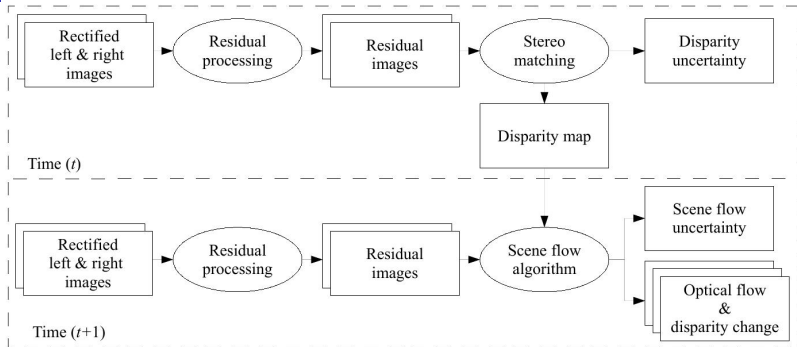 Rectified
left & right
images
Residual
processing
Residual
images
Stereo
matching
Disparity
uncertainty
Disparity map
Time (t)
Rectified
left & right
images
Residual
processing
Residual
images
Scene flow
algorithm
Scene flow
uncertainty
Optical flow
&
disparity change
Time (t+1)